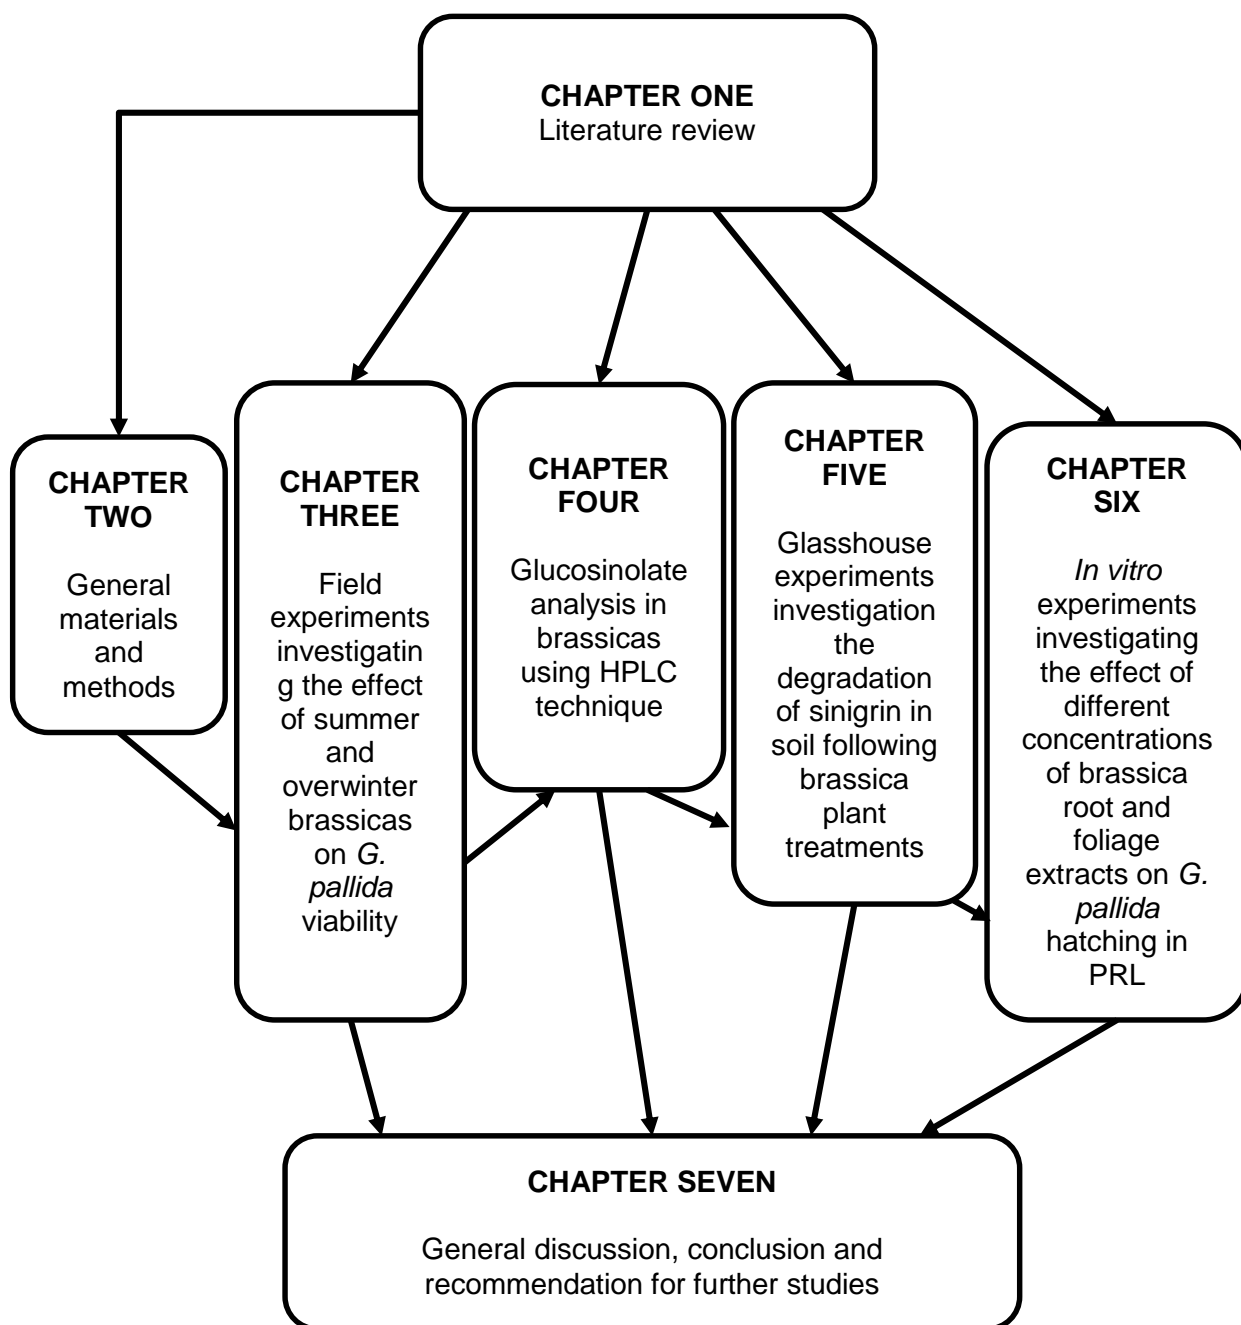 CHAPTER ONE
Literature review
CHAPTER
TWO
General
materials
and
methods
CHAPTER
THREE
Field
experiments
investigatin
g the effect
of summer
and
overwinter
brassicas
on G.
pallida
viability
CHAPTER
FOUR
Glucosinolate
analysis in
brassicas
using HPLC
technique
CHAPTER
FIVE
Glasshouse
experiments
investigation
the
degradation
of sinigrin in
soil following
brassica
plant
treatments
CHAPTER
SIX
In vitro
experiments
investigating
the effect of
different
concentrations
of brassica
root and
foliage
extracts on G.
pallida
hatching in
PRL
CHAPTER SEVEN
General discussion, conclusion and
recommendation for further studies